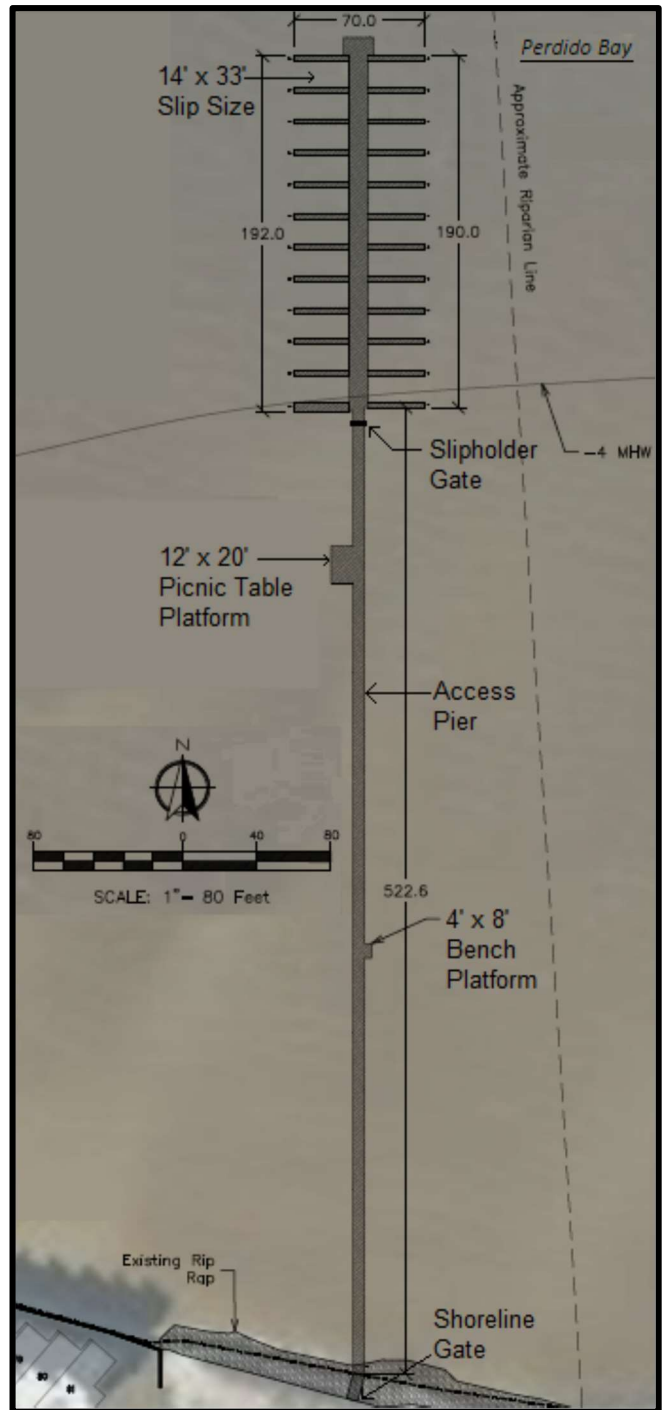 70.0
Perdido Bay
14' x 33'
Slip Size
Approximate Riparian Line
192.0
190.0
Slipholder
Gate
-4 MHW
12' x 20'
Picnic Table
Platform
Access
Pier
N
80 0 40 80
SCALE: 1"= 80 Feet
522.6
4' x 8'
Bench
Platform
Existing Rip
Rap
Shoreline
Gate
80
81